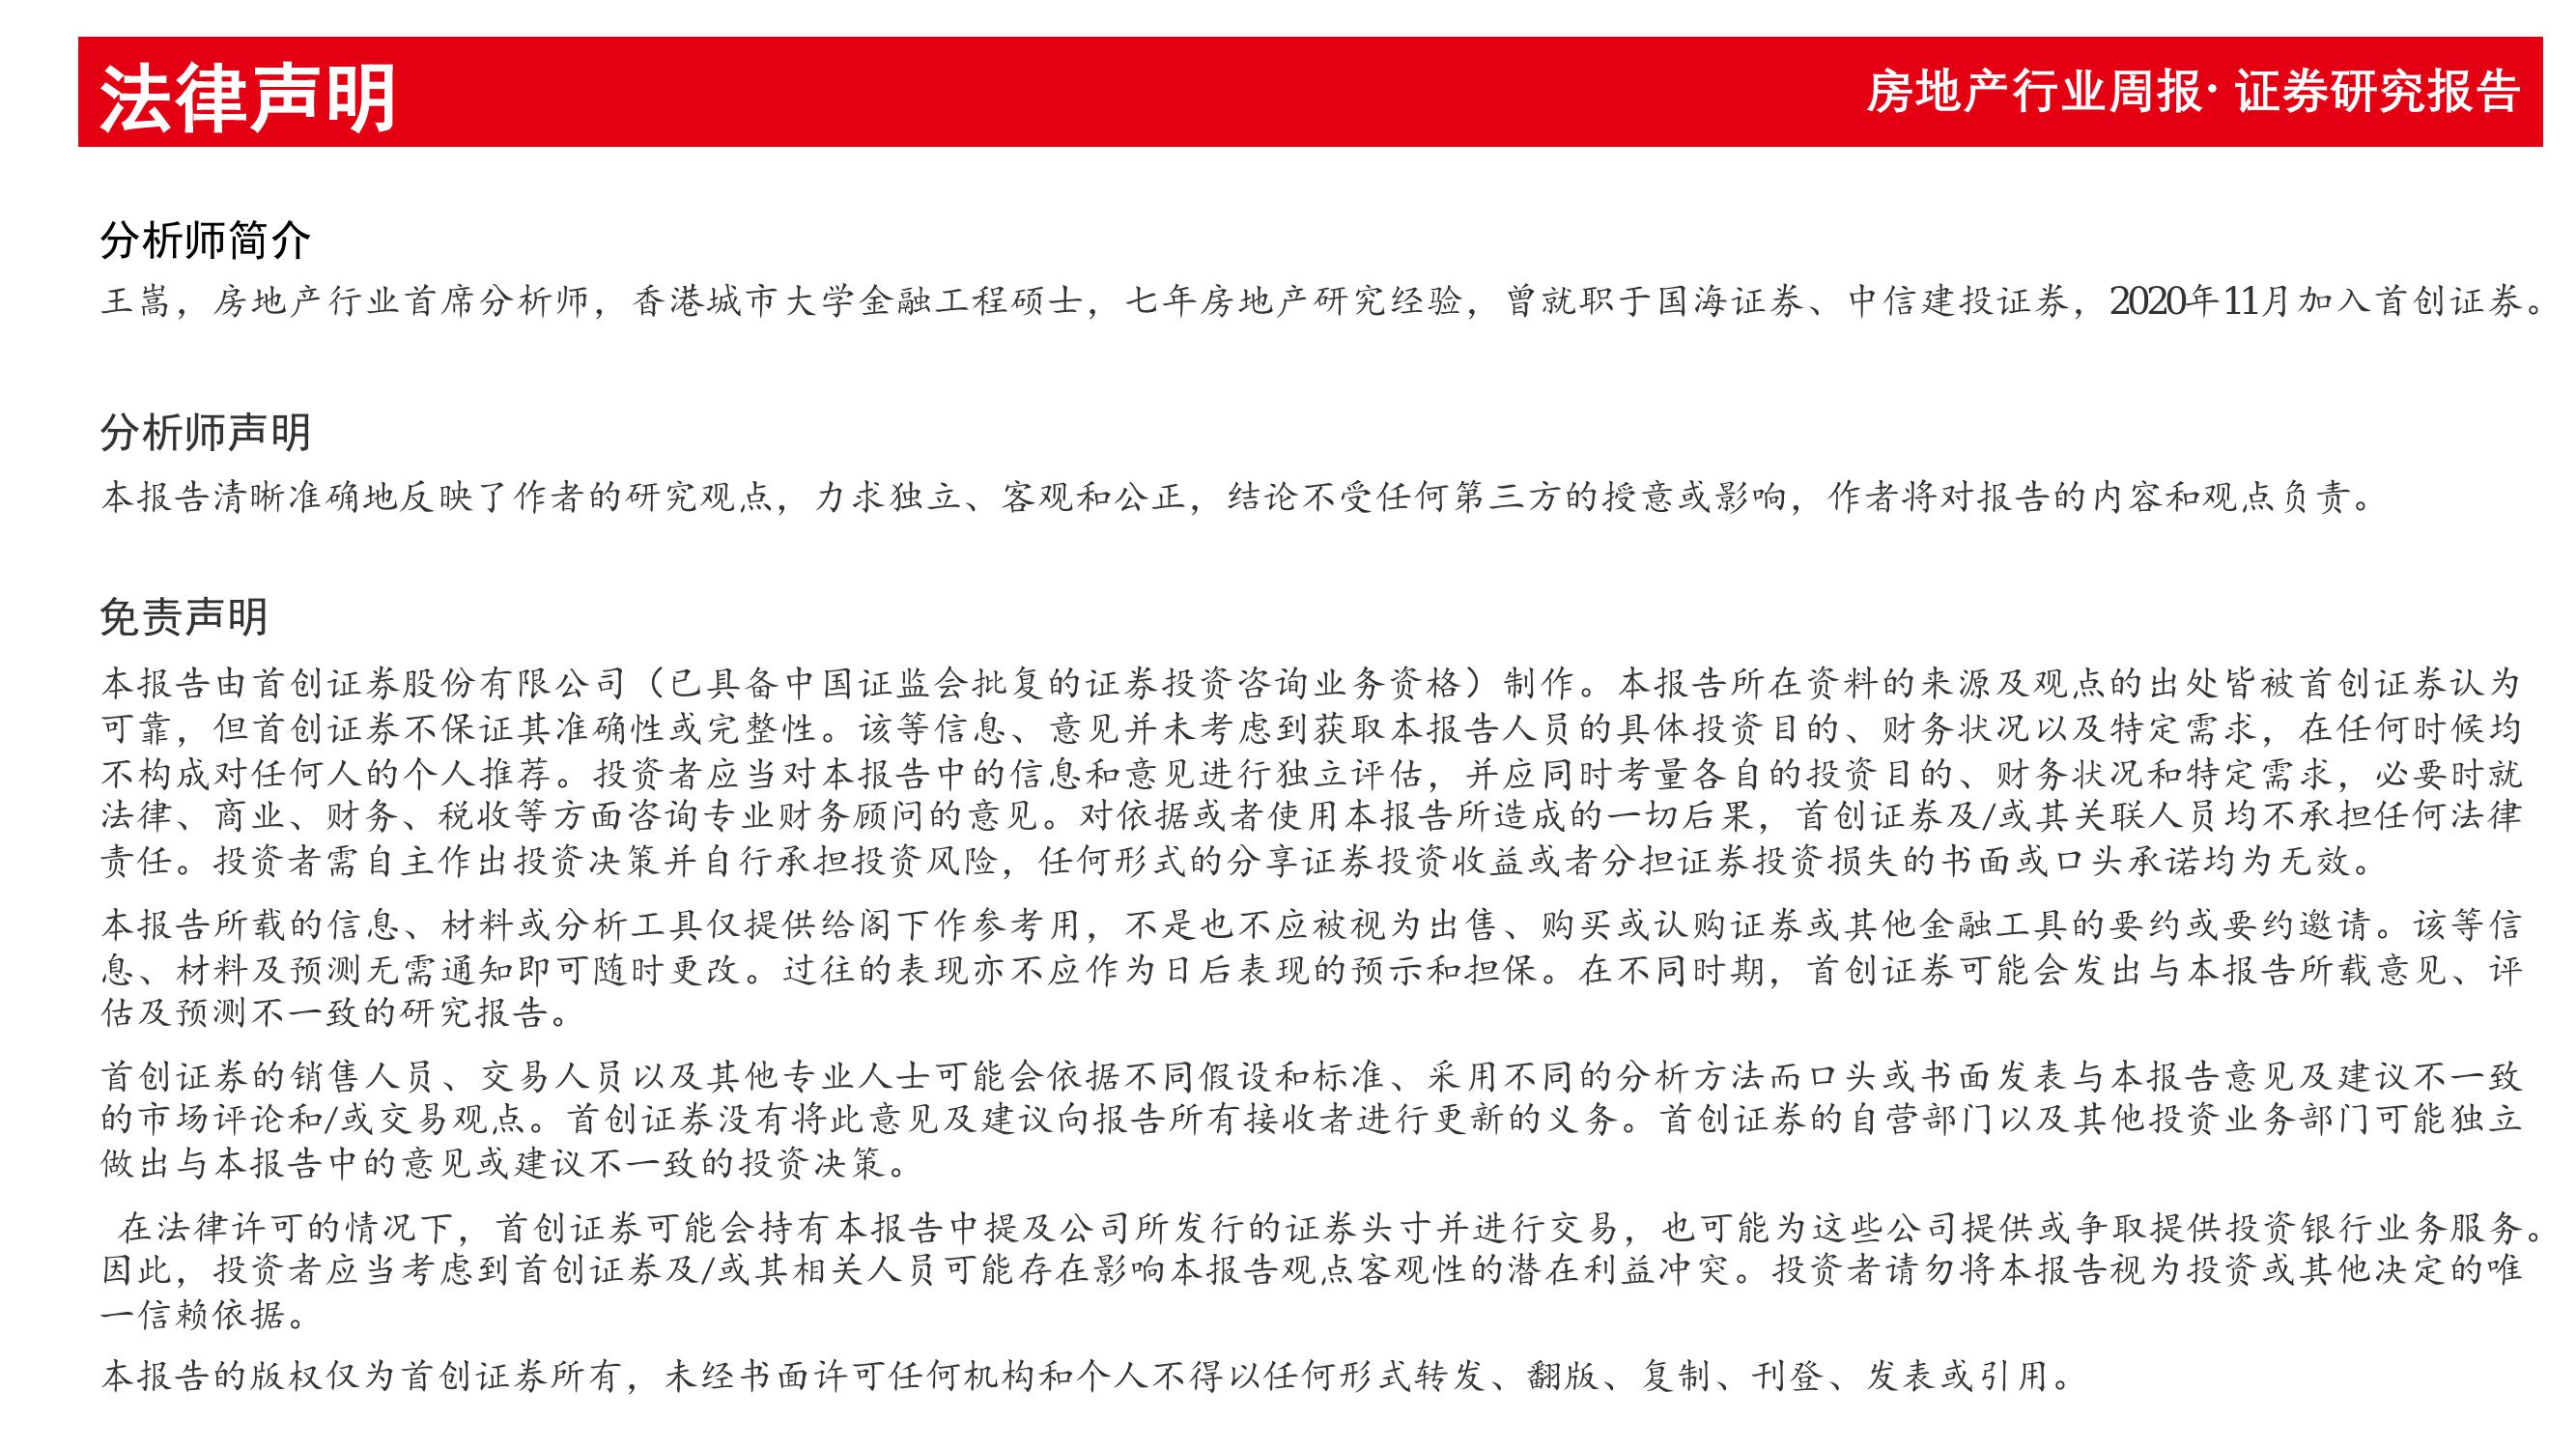 法律声明
房地产行业周报· 证券研究报告
分析师简介
王嵩，房地产行业首席分析师，香港城市大学金融工程硕士，七年房地产研究经验，曾就职于国海证券、中信建投证券，2020年11月加入首创证券。
分析师声明
本报告清晰准确地反映了作者的研究观点，力求独立、客观和公正，结论不受任何第三方的授意或影响，作者将对报告的内容和观点负责。
免责声明
本报告由首创证券股份有限公司（已具备中国证监会批复的证券投资咨询业务资格）制作。本报告所在资料的来源及观点的出处皆被首创证券认为
可靠，但首创证券不保证其准确性或完整性。该等信息、意见并未考虑到获取本报告人员的具体投资目的、财务状况以及特定需求，在任何时候均
不构成对任何人的个人推荐。投资者应当对本报告中的信息和意见进行独立评估，并应同时考量各自的投资目的、财务状况和特定需求，必要时就
法律、商业、财务、税收等方面咨询专业财务顾问的意见。对依据或者使用本报告所造成的一切后果，首创证券及/或其关联人员均不承担任何法律
责任。投资者需自主作出投资决策并自行承担投资风险，任何形式的分享证券投资收益或者分担证券投资损失的书面或口头承诺均为无效。
本报告所载的信息、材料或分析工具仅提供给阁下作参考用，不是也不应被视为出售、购买或认购证券或其他金融工具的要约或要约邀请。该等信
息、材料及预测无需通知即可随时更改。过往的表现亦不应作为日后表现的预示和担保。在不同时期，首创证券可能会发出与本报告所载意见、评
估及预测不一致的研究报告。
首创证券的销售人员、交易人员以及其他专业人士可能会依据不同假设和标准、采用不同的分析方法而口头或书面发表与本报告意见及建议不一致
的市场评论和/或交易观点。首创证券没有将此意见及建议向报告所有接收者进行更新的义务。首创证券的自营部门以及其他投资业务部门可能独立
做出与本报告中的意见或建议不一致的投资决策。
在法律许可的情况下，首创证券可能会持有本报告中提及公司所发行的证券头寸并进行交易，也可能为这些公司提供或争取提供投资银行业务服务。
因此，投资者应当考虑到首创证券及/或其相关人员可能存在影响本报告观点客观性的潜在利益冲突。投资者请勿将本报告视为投资或其他决定的唯
一信赖依据。
本报告的版权仅为首创证券所有，未经书面许可任何机构和个人不得以任何形式转发、翻版、复制、刊登、发表或引用。